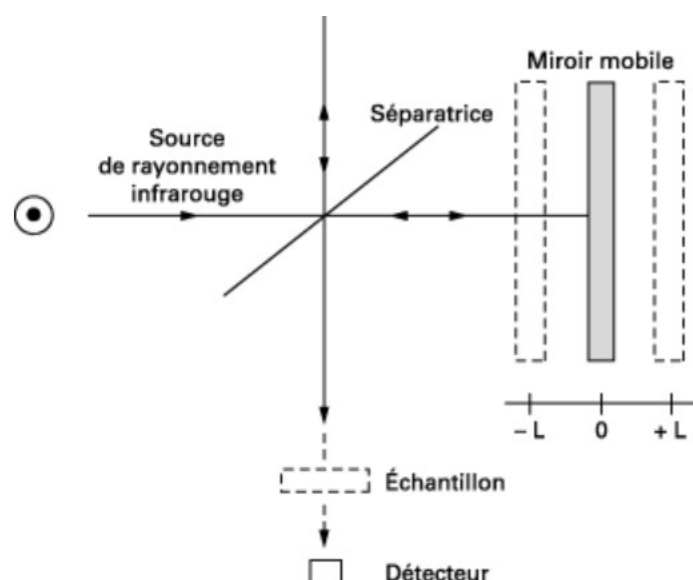 Miroir mobile
Séparatrice
Source
de rayonnement
infrarouge
– L 0 + L
Échantillon
Détecteur